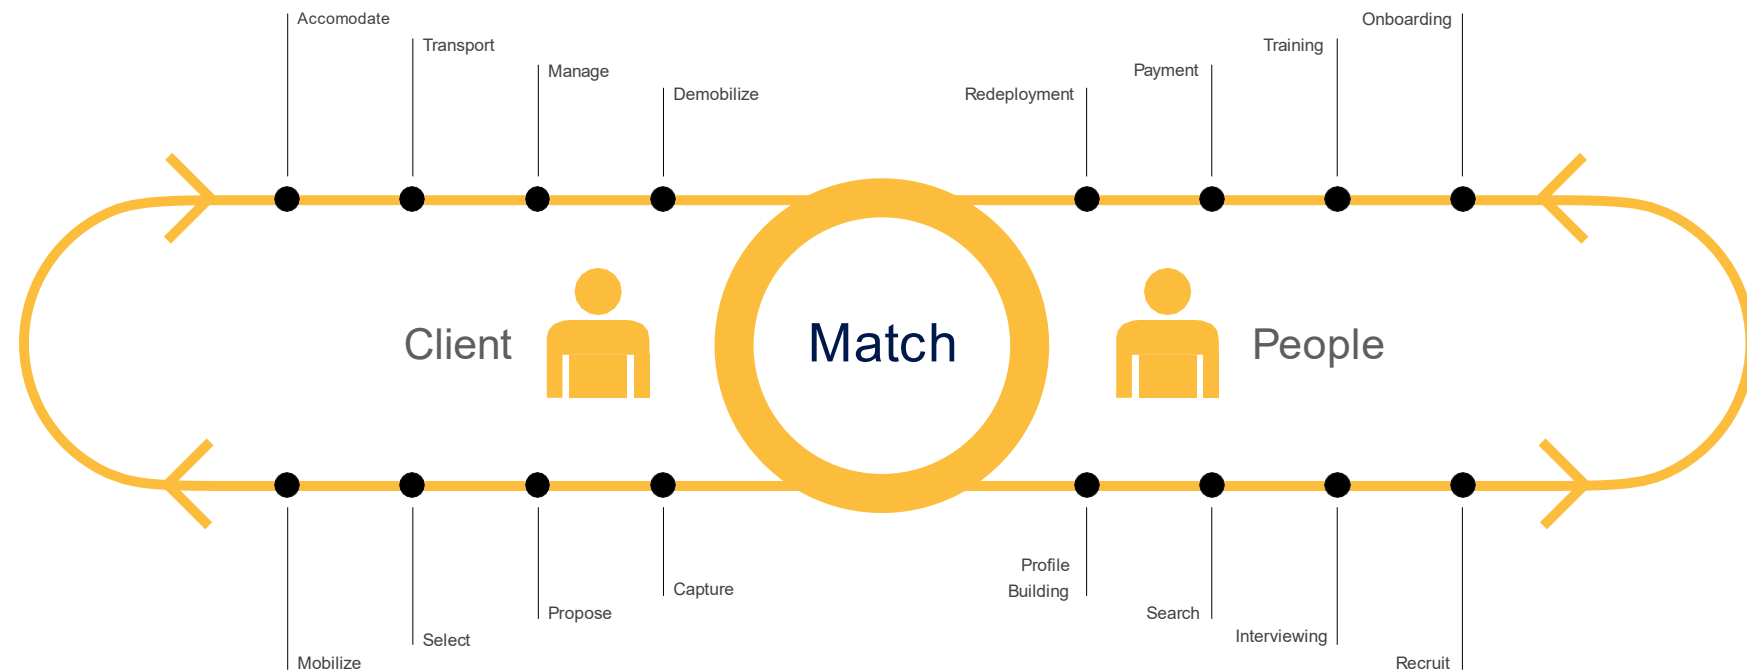 Accomodate
Transport
Manage
Demobilize
Redeployment
Payment
Training
Onboarding
Client
Match
People
Mobilize
Select
Propose
Capture
Profile
Building
Search
Interviewing
Recruit